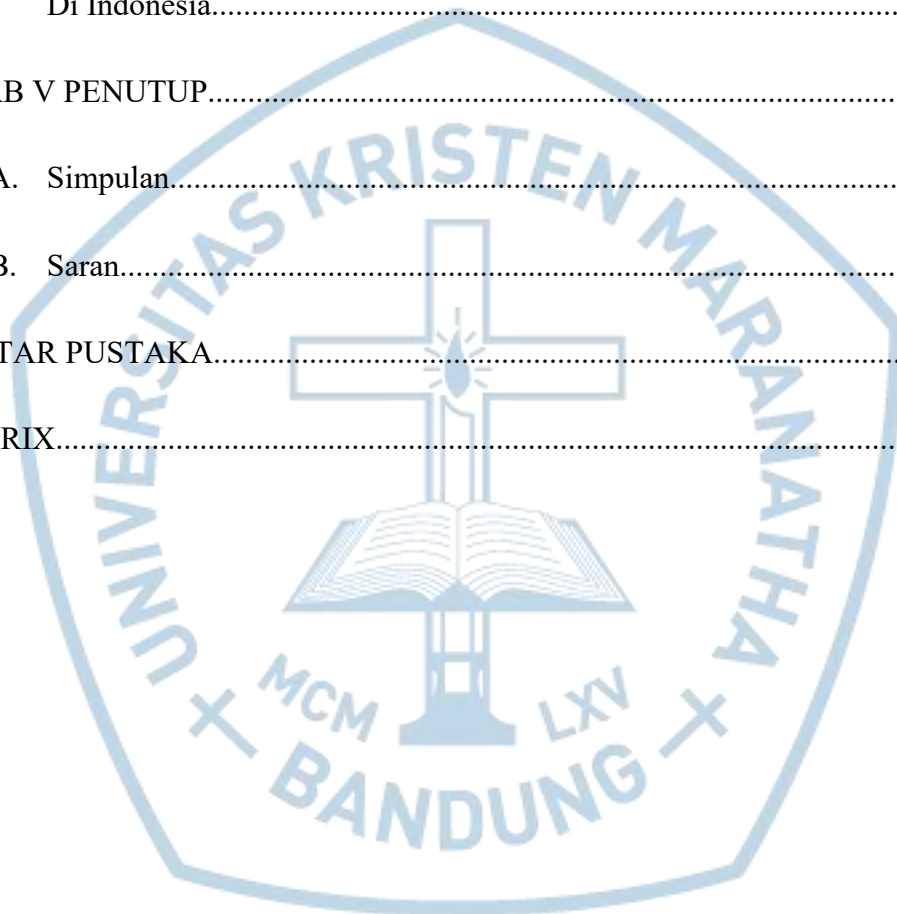 Di Indonesia....................................................................................
AB V PENUTUP....................................................................................
A. Simpulan....................................................................................
B. Saran....................................................................................
TAR PUSTAKA....................................................................................
RIX....................................................................................
UNIVERSITAS KRISTEN MARANATHA
MCM LXV
BANDUNG